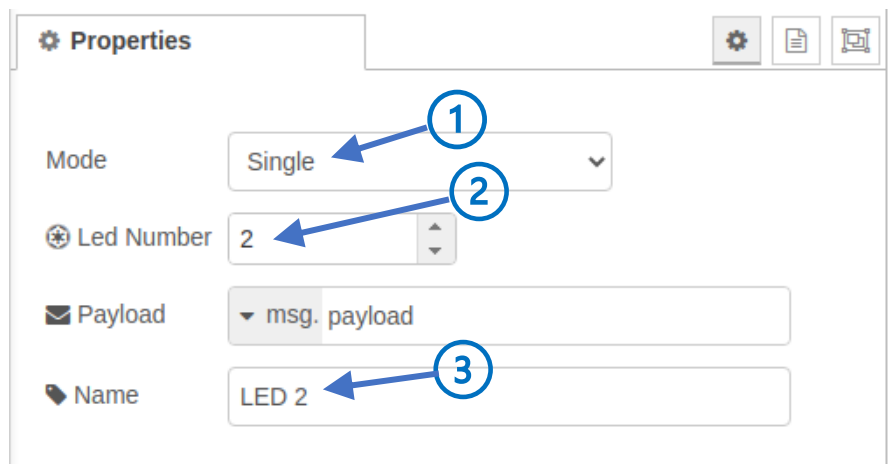 Properties
1
Mode Single
2
Led Number 2
Payload msg. payload
3
Name LED 2